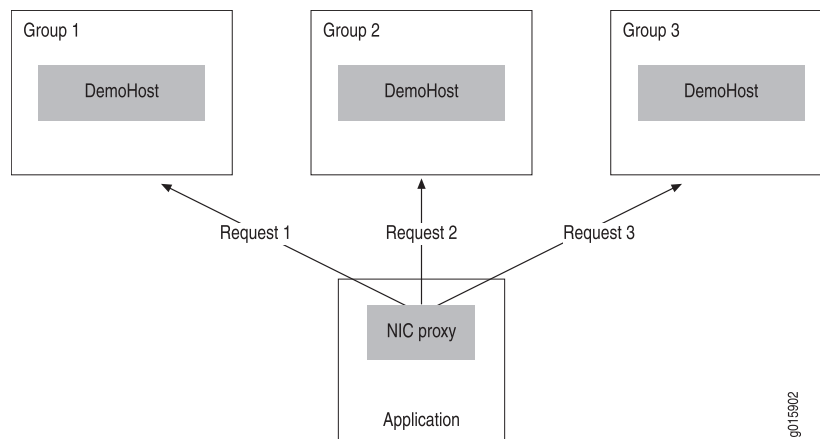 Group 1
Group 2
Group 3
DemoHost
DemoHost
DemoHost
Request 1
Request 2
Request 3
NIC proxy
Application
g015902